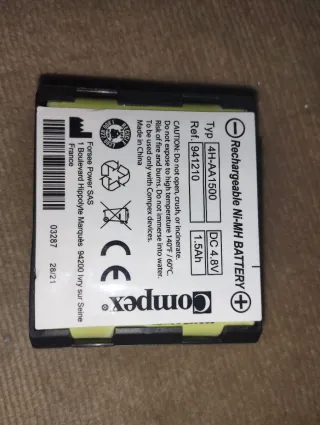 ⊖ Rechargeable Ni-MH BATTERY ⊕
Typ 4H-AA1500 DC 4,8V
Ref. 941210 1.5Ah
CAUTION: Do not open, crush, or incinerate.
Do not expose to high temperature 140°F / 60°C.
Risk of fire and burns. Do not immerse into water.
To be used only with Compex devices.
Made in China
Compex®
CE
Forsee Power SAS
1 Boulevard Hippolyte Marquès 94200 Ivry sur Seine
France
03287 28/21